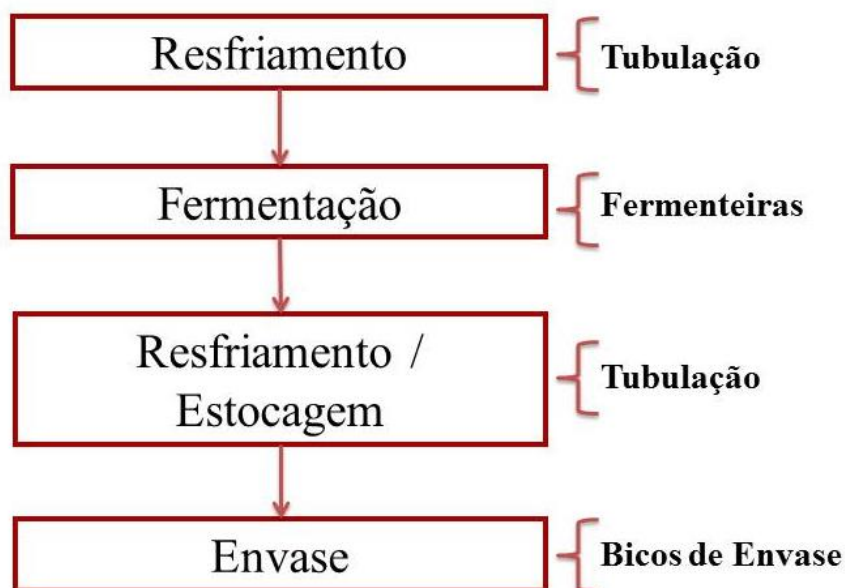 Resfriamento
Tubulação
Fermentação
Fermenteiras
Resfriamento /
Estocagem
Tubulação
Envase
Bicos de Envase